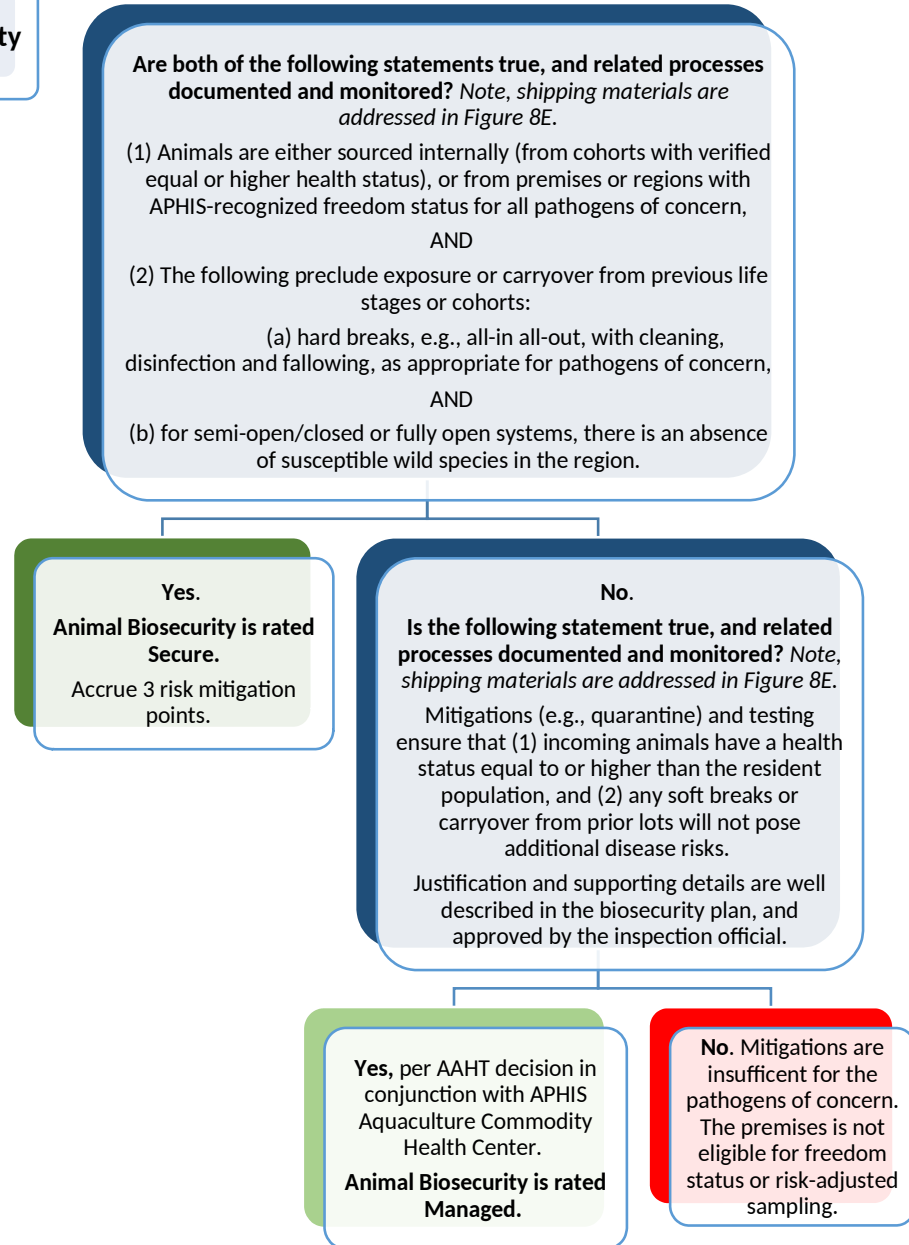 ty
Are both of the following statements true, and related processes
documented and monitored? Note, shipping materials are
addressed in Figure 8E.
(1) Animals are either sourced internally (from cohorts with verified
equal or higher health status), or from premises or regions with
APHIS-recognized freedom status for all pathogens of concern,
AND
(2) The following preclude exposure or carryover from previous life
stages or cohorts:
(a) hard breaks, e.g., all-in all-out, with cleaning,
disinfection and fallowing, as appropriate for pathogens of concern,
AND
(b) for semi-open/closed or fully open systems, there is an absence
of susceptible wild species in the region.
Yes.
Animal Biosecurity is rated
Secure.
Accrue 3 risk mitigation
points.
No.
Is the following statement true, and related
processes documented and monitored? Note,
shipping materials are addressed in Figure 8E.
Mitigations (e.g., quarantine) and testing
ensure that (1) incoming animals have a health
status equal to or higher than the resident
population, and (2) any soft breaks or
carryover from prior lots will not pose
additional disease risks.
Justification and supporting details are well
described in the biosecurity plan, and
approved by the inspection official.
Yes, per AAHT decision in
conjunction with APHIS
Aquaculture Commodity
Health Center.
Animal Biosecurity is rated
Managed.
No. Mitigations are
insufficent for the
pathogens of concern.
The premises is not
eligible for freedom
status or risk-adjusted
sampling.